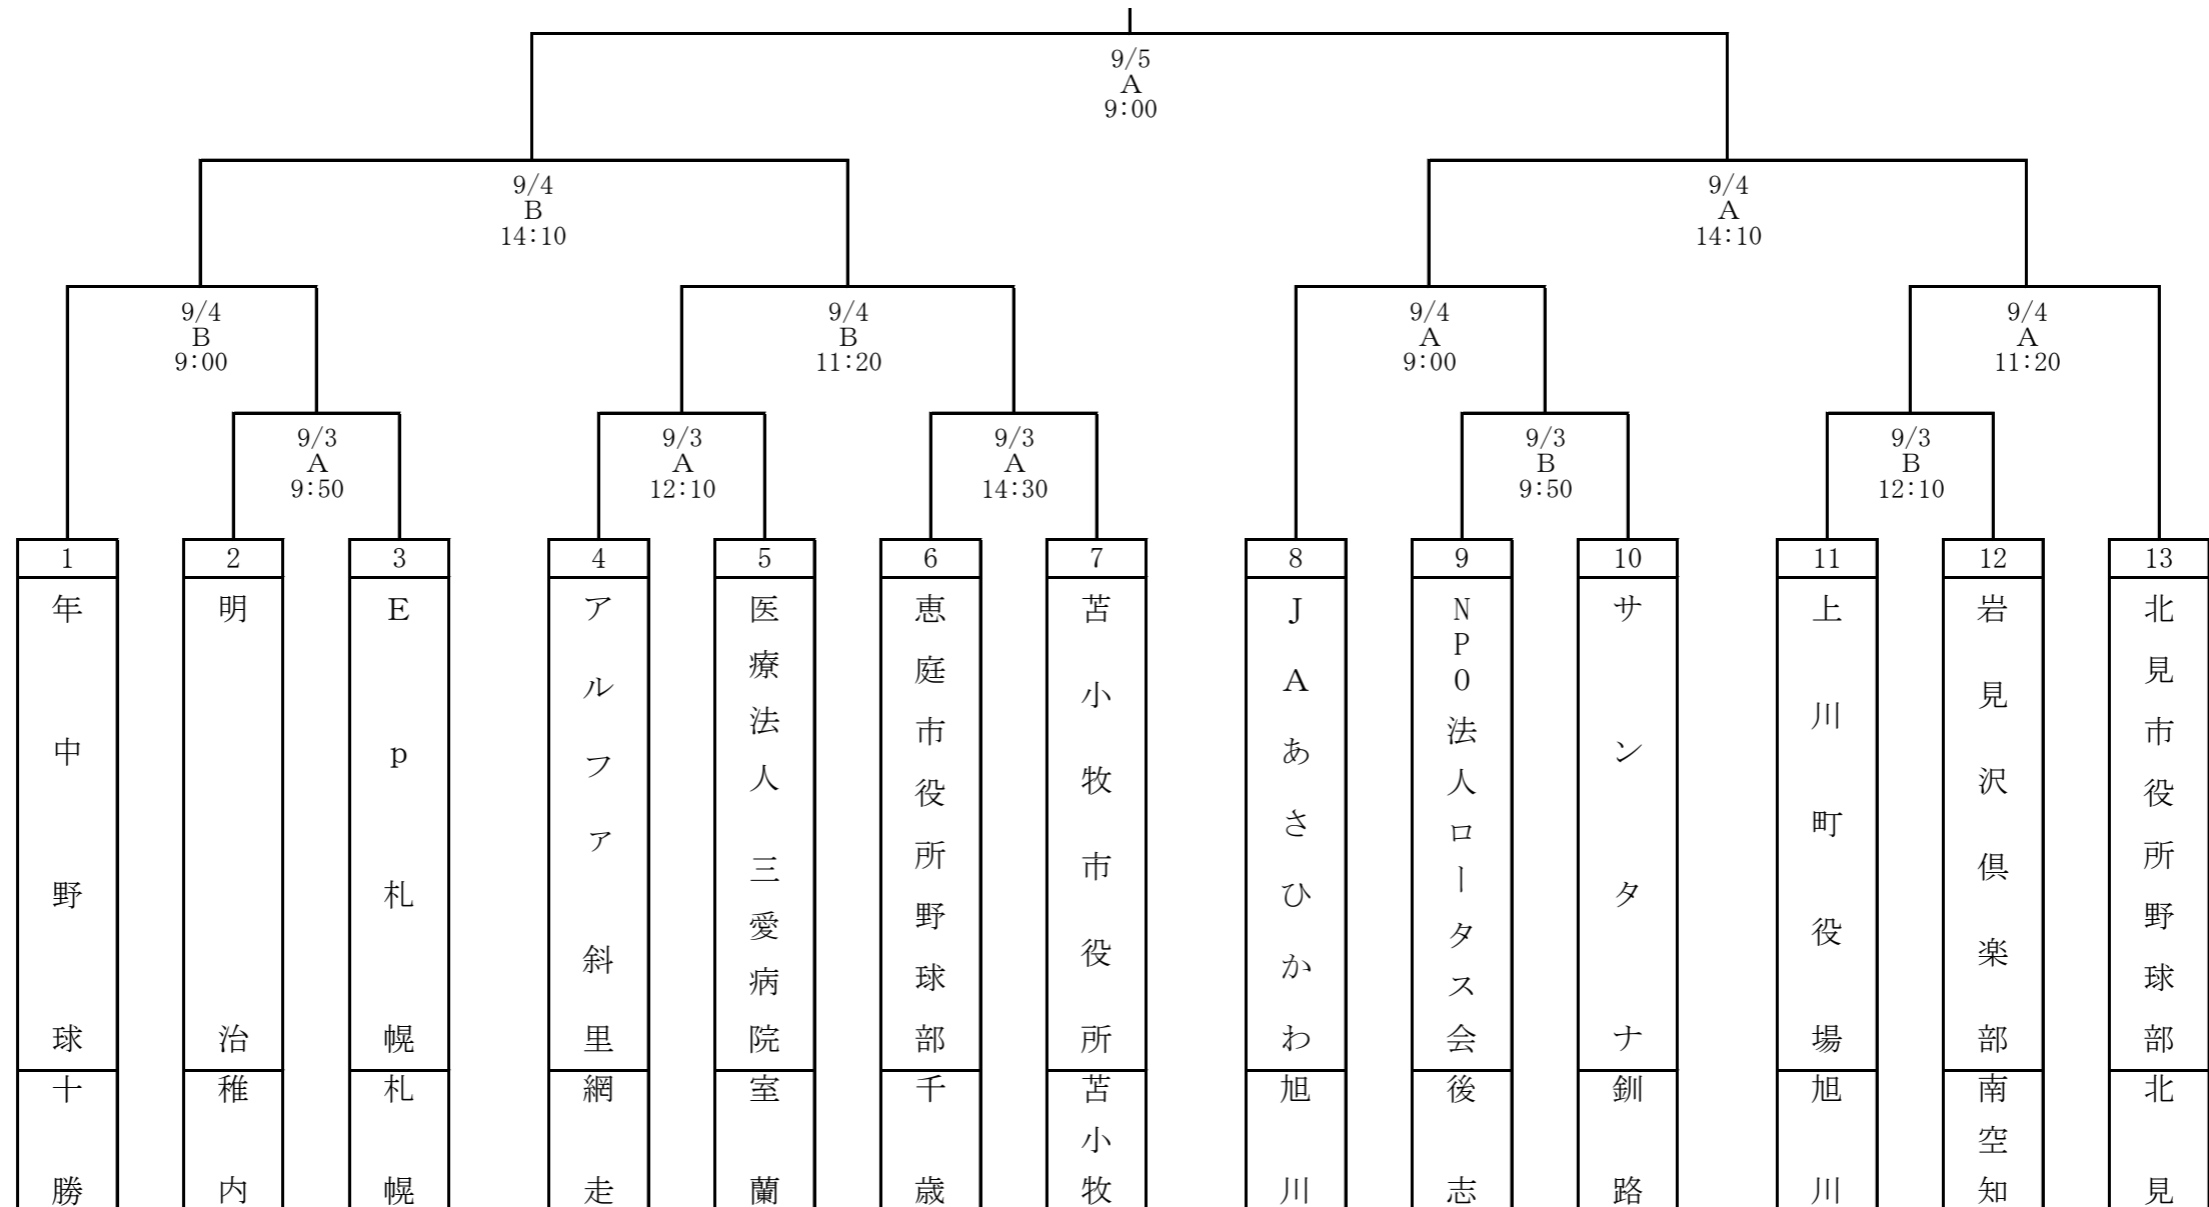 9/5
A
9:00
9/4
B
14:10
9/4
A
14:10
9/4
B
9:00
9/4
B
11:20
9/4
A
9:00
9/4
A
11:20
9/3
A
9:50
9/3
A
12:10
9/3
A
14:30
9/3
B
9:50
9/3
B
12:10
1
年中野球
十勝
2
明治
稚内
3
Ep札幌
札幌
4
アルファ斜里
網走
5
医療法人 三愛病院
室蘭
6
恵庭市役所野球部
千歳
7
苫小牧市役所
苫小牧
8
JAあさひかわ
旭川
9
NPO法人ロータス会
後志
10
サンタナ
釧路
11
上川町役場
旭川
12
岩見沢倶楽部
南空知
13
北見市役所野球部
北見